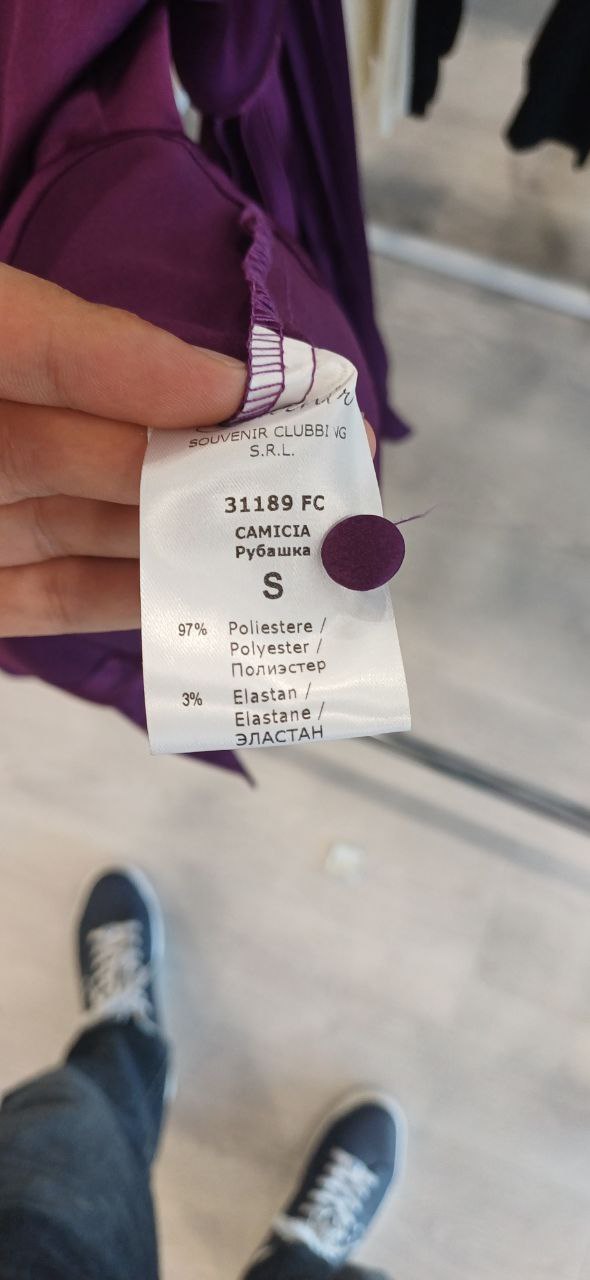 SOUVENIR CLUBBING
S.R.L.
31189 FC
CAMICIA
Рубашка
S
97% Poliestere /
Polyester /
Полиэстер
3% Elastan /
Elastane /
ЭЛАСТАН